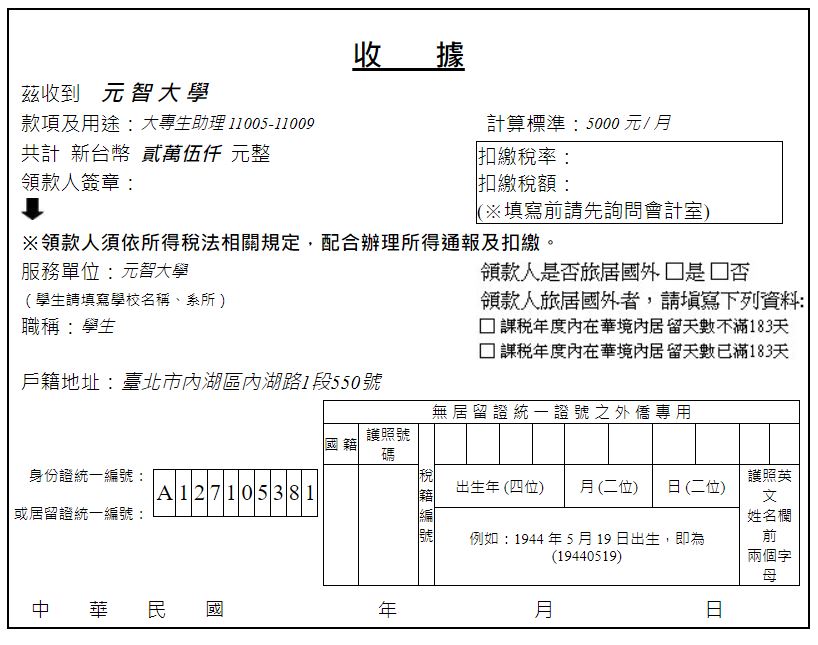 收 據
茲收到 元智大學
款項及用途：大專生助理 11005-11009 計算標準：5000 元 / 月
共計 新台幣 貳萬伍仟 元整 扣繳稅率：
領款人簽章： 扣繳稅額：
(※填寫前請先詢問會計室)
※領款人須依所得稅法相關規定，配合辦理所得通報及扣繳。
服務單位：元智大學 領款人是否旅居國外 □是 □否
（學生請填寫學校名稱、系所） 領款人旅居國外者，請填寫下列資料:
職稱：學生 □ 課稅年度內在華境內居留天數不滿183天
□ 課稅年度內在華境內居留天數已滿183天
戶籍地址：臺北市內湖區內湖路1段550號
無居留證統一證號之外僑專用
國籍 護照號碼
身份證統一編號：
或居留證統一編號：
A127105381
稅籍編號
出生年 (四位) 月 (二位) 日 (二位)
護照英文姓名欄前兩個字母
例如：1944 年 5 月 19 日出生，即為
(19440519)
中 華 民 國 年 月 日